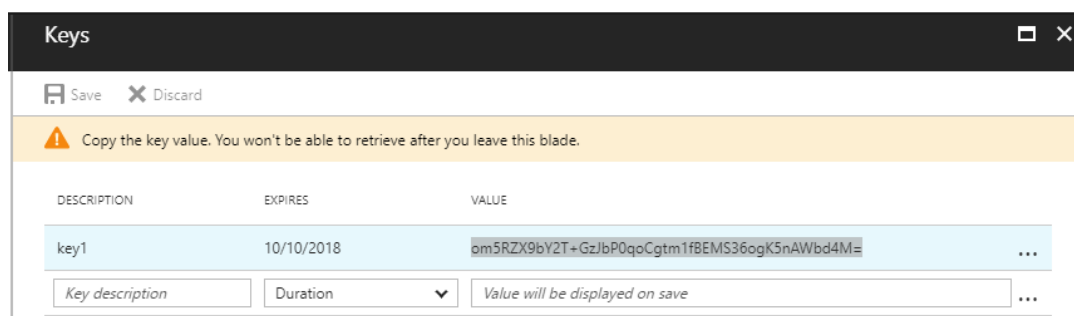 Keys
Save Discard
Copy the key value. You won't be able to retrieve after you leave this blade.
DESCRIPTION EXPIRES VALUE
key1 10/10/2018 om5RZX9bY2T+GzJbP0qoCgtm1fBEMS36ogK5nAWbd4M= ...
Key description Duration Value will be displayed on save ...